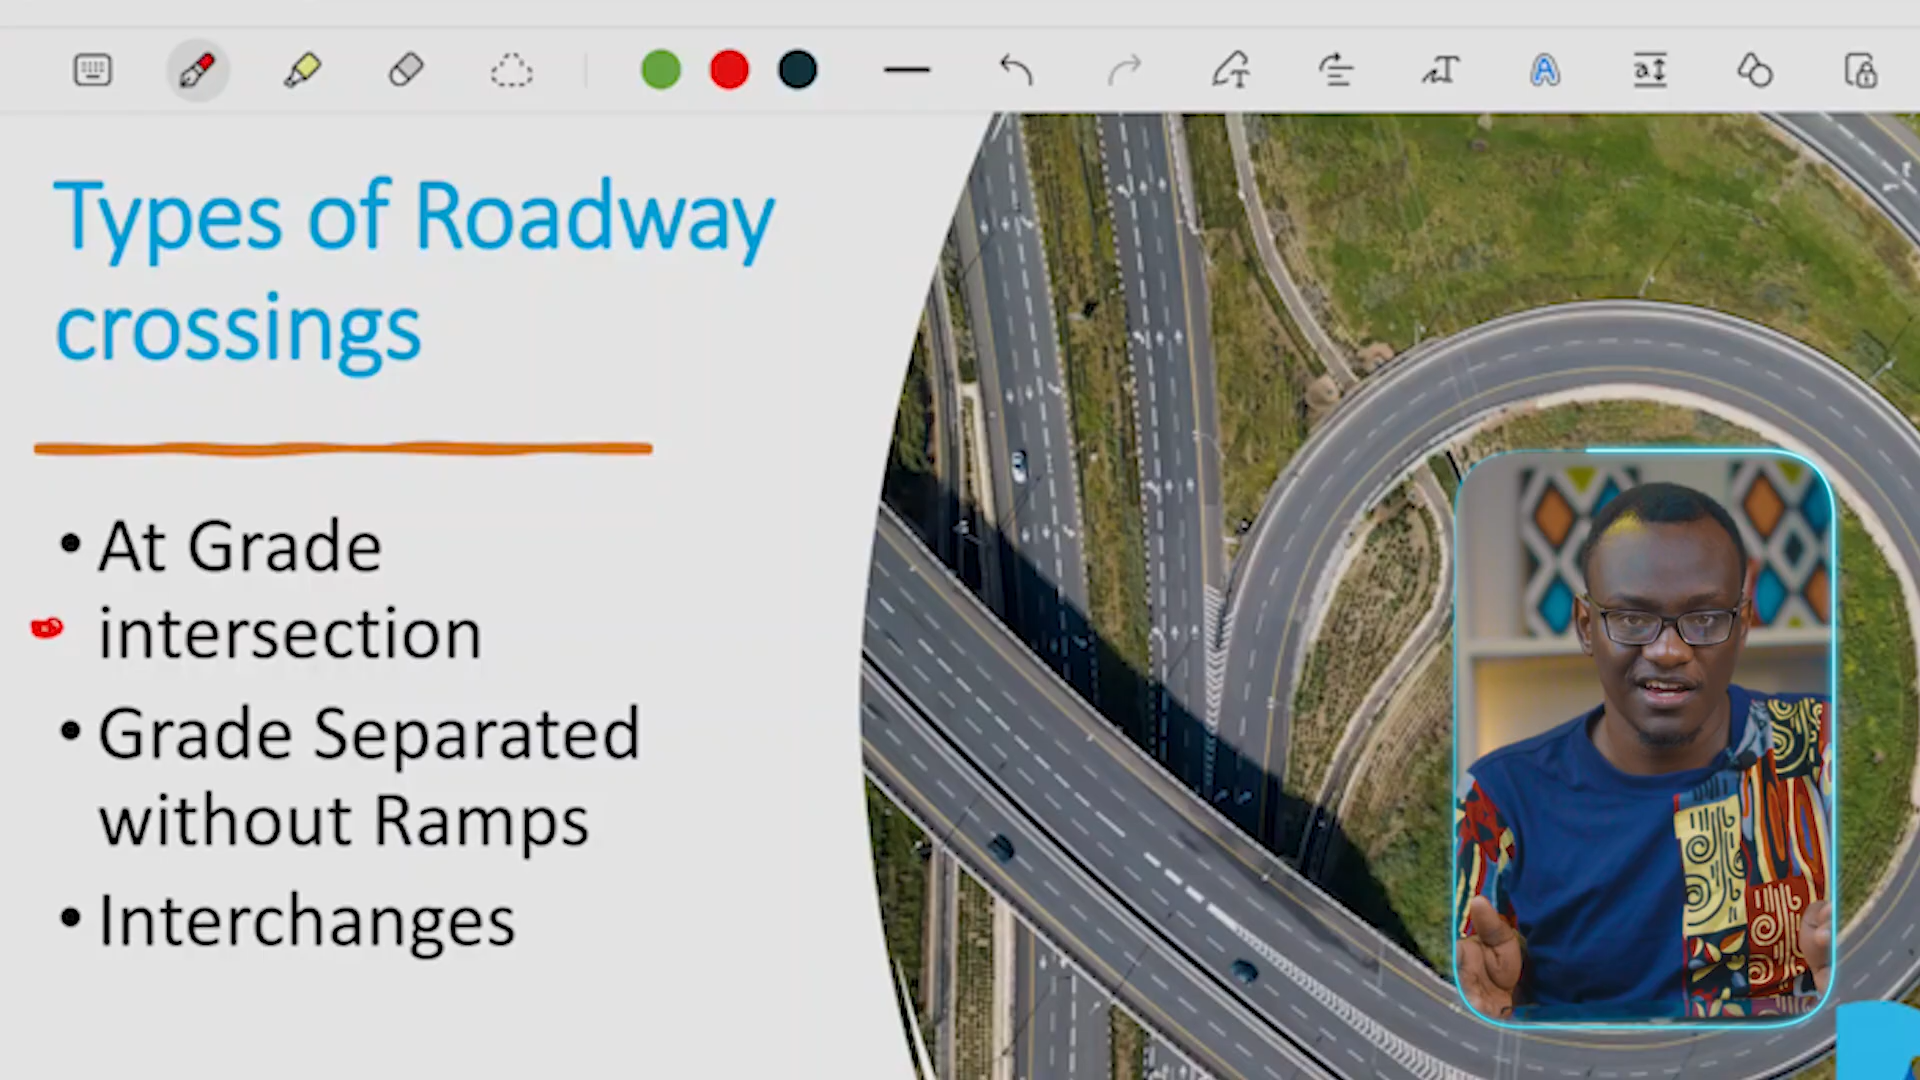 Types of Roadway
crossings
• At Grade
intersection
• Grade Separated
without Ramps
• Interchanges